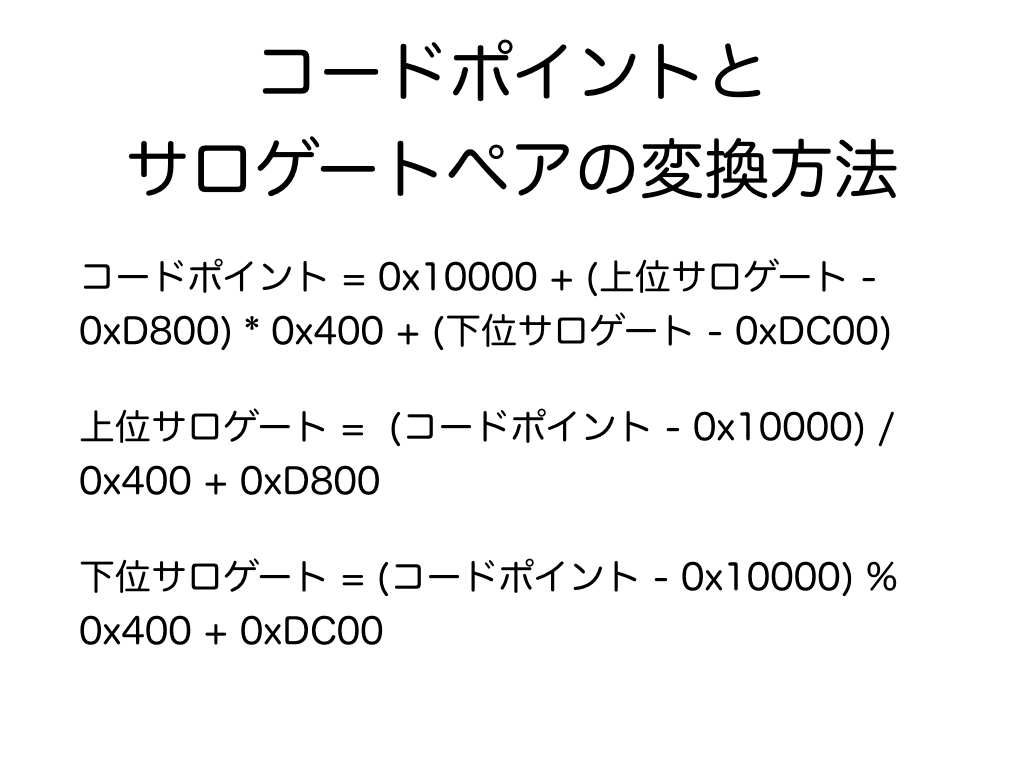 コードポイントと
サロゲートペアの変換方法
コードポイント = 0x10000 + (上位サロゲート -
0xD800) * 0x400 + (下位サロゲート - 0xDC00)
上位サロゲート =  (コードポイント - 0x10000) /
0x400 + 0xD800
下位サロゲート = (コードポイント - 0x10000) %
0x400 + 0xDC00